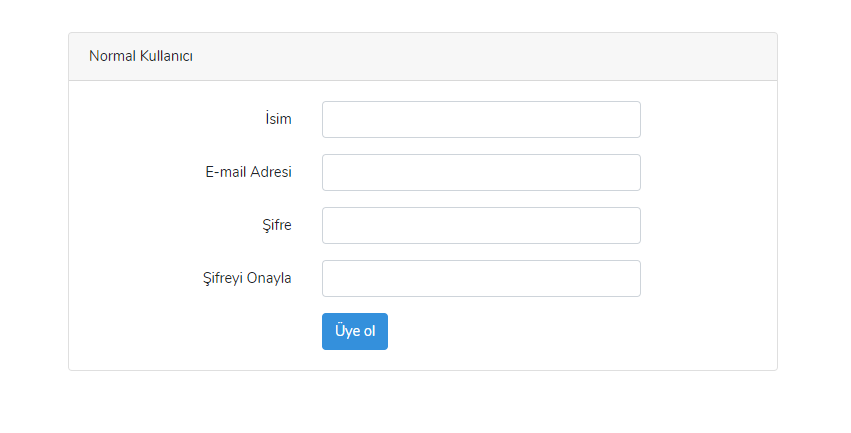 Normal Kullanıcı
İsim
E-mail Adresi
Şifre
Şifreyi Onayla
Üye ol